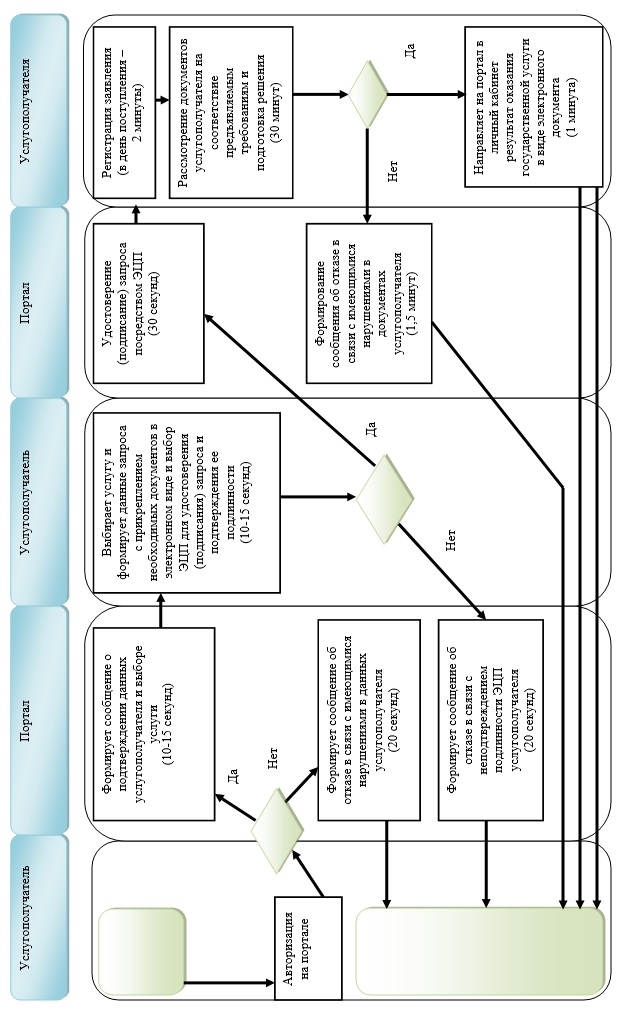 Услугополучатель
Портал
Услугополучатель
Портал
Услугополучателя
Авторизация
на портале
Формирует сообщение о
подтверждении данных
услугополучателя и выборе
услуги
(10-15 секунд)
Да
Нет
Формирует сообщение об
отказе в связи с имеющимися
нарушениями в данных
услугополучателя
(20 секунд)
Формирует сообщение об
отказе в связи с
неподтвреждением
подлинности ЭЦП
услугополучателя
(20 секунд)
Выбирает услугу и
формирует данные запроса
с прикреплением
необходимых документов в
электронном виде и выбор
ЭЦП для удостоверения
(подписания) запроса и
подтверждения ее
подлинности
(10-15 секунд)
Да
Нет
Удостоверение
(подписание) запроса
посредством ЭЦП
(30 секунд)
Формирование
сообщения об отказе в
связи с имеющимися
нарушениями в
документах
услугополучателя
(1,5 минут)
Регистрация заявления
(в день поступления –
2 минуты)
Рассмотрение документов
услугополучателя на
соответствие
предъявляемым
требованиям и
подготовка решения
(30 минут)
Да
Нет
Направляет на портал в
личный кабинет
результат оказания
государственной услуги
в виде электронного
документа
(1 минута)